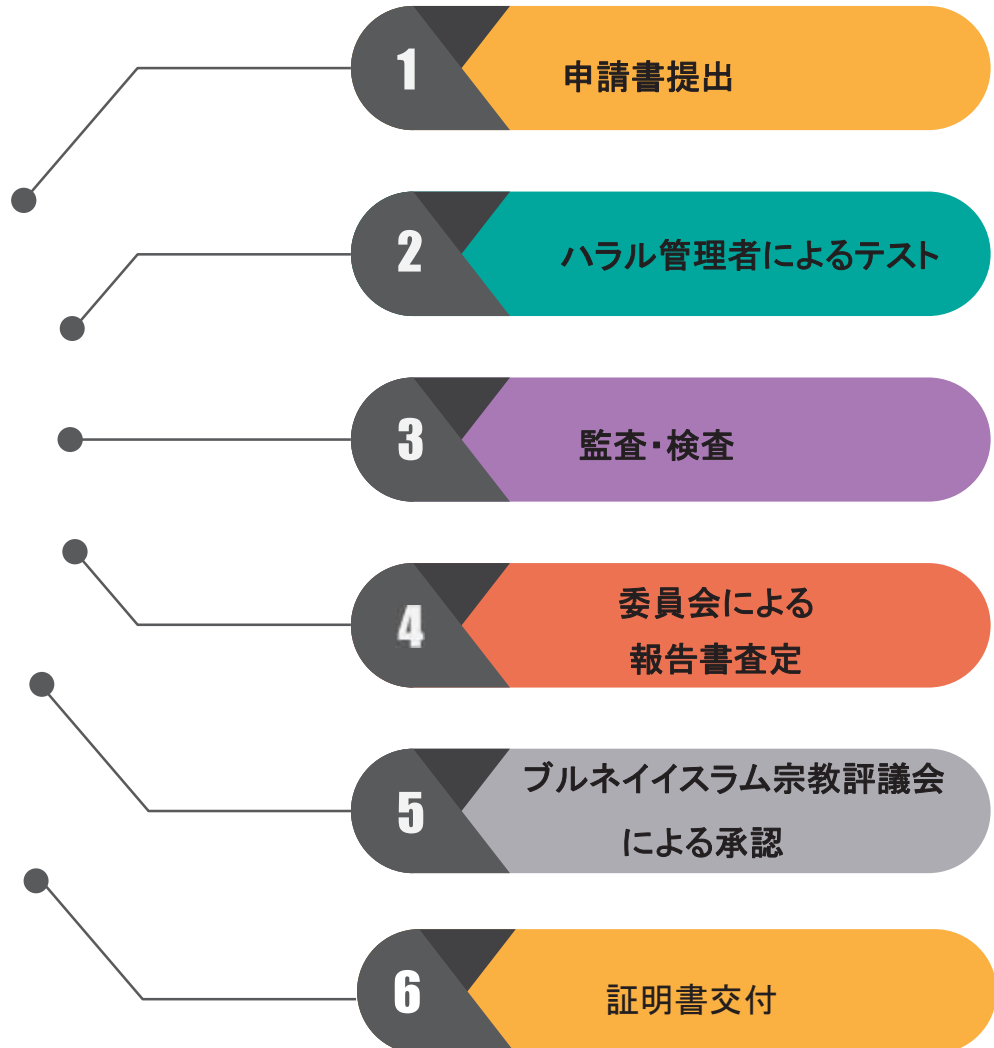 1
申請書提出
2
ハラル管理者によるテスト
3
監査・検査
4
委員会による
報告書査定
5
ブルネイイスラム宗教評議会
による承認
6
証明書交付